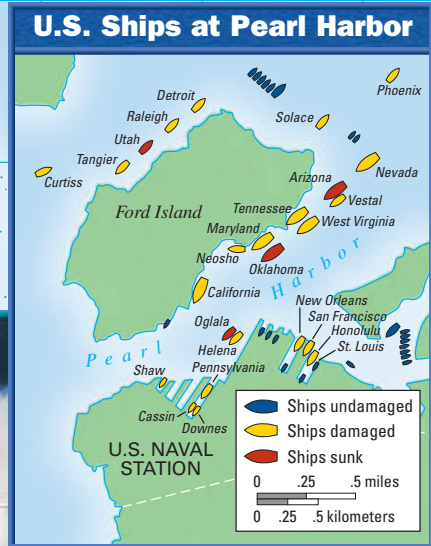 U.S. Ships at Pearl Harbor
Phoenix
Detroit
Raleigh
Solace
Utah
Tangier
Curtiss
Nevada
Arizona
Vestal
Ford Island
Tennessee
West Virginia
Maryland
Neosho
Oklahoma
California
Pearl Harbor
New Orleans
San Francisco
Honolulu
St. Louis
Oglala
Helena
Pennsylvania
Shaw
Cassin
Downes
U.S. NAVAL
STATION
Ships undamaged
Ships damaged
Ships sunk
0 .25 .5 miles
0 .25 .5 kilometers